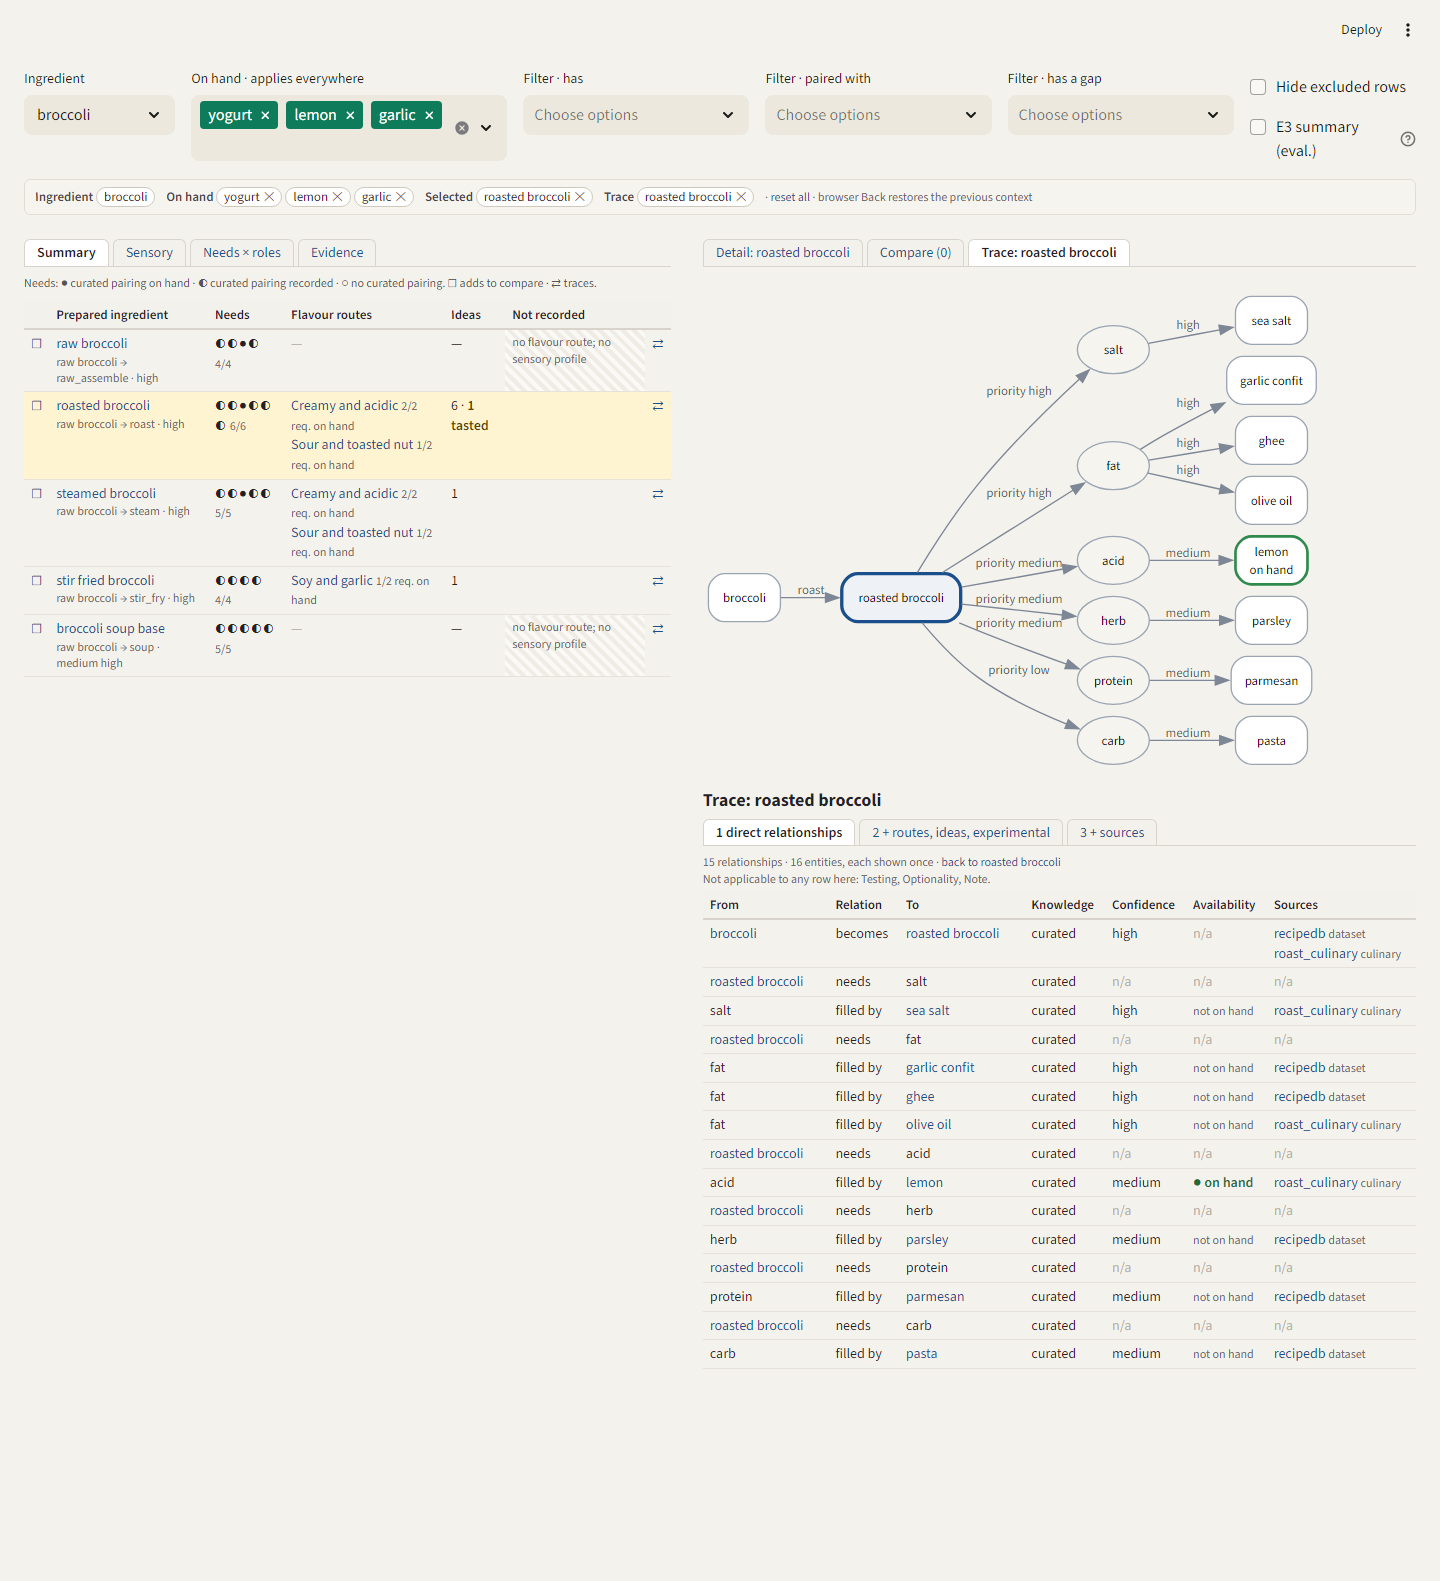 Deploy
Ingredient
On hand · applies everywhere
Filter · has
Filter · paired with
Filter · has a gap
broccoli
yogurt ×
lemon ×
garlic ×
Choose options
Choose options
Choose options
Hide excluded rows
E3 summary
(eval.)
Ingredient broccoli On hand yogurt × lemon × garlic × Selected roasted broccoli × Trace roasted broccoli × · reset all · browser Back restores the previous context
Summary
Sensory
Needs × roles
Evidence
Needs: ● curated pairing on hand · ◐ curated pairing recorded · ○ no curated pairing. ❐ adds to compare · ⇄ traces.
Prepared ingredient Needs Flavour routes Ideas Not recorded
❐ raw broccoli ◐◐●◐ — — no flavour route; no ⇄
raw broccoli → 4/4 sensory profile
raw_assemble · high
❐ roasted broccoli ◐◐●◐◐ Creamy and acidic 2/2 6 · 1 ⇄
raw broccoli → roast · high ◐ 6/6 req. on hand tasted
Sour and toasted nut 1/2
req. on hand
❐ steamed broccoli ◐◐●◐◐ Creamy and acidic 2/2 1 ⇄
raw broccoli → steam · high 5/5 req. on hand
Sour and toasted nut 1/2
req. on hand
❐ stir fried broccoli ◐◐◐◐ Soy and garlic 1/2 req. on 1 ⇄
raw broccoli → stir_fry · high 4/4 hand
❐ broccoli soup base ◐◐◐◐◐ — — no flavour route; no ⇄
raw broccoli → soup · 5/5 sensory profile
medium high
Detail: roasted broccoli
Compare (0)
Trace: roasted broccoli
broccoli
roast
roasted broccoli
priority high
salt
high
sea salt
priority high
fat
high
garlic confit
high
ghee
high
olive oil
priority medium
acid
medium
lemon
on hand
priority medium
herb
medium
parsley
priority medium
protein
medium
parmesan
priority low
carb
medium
pasta
Trace: roasted broccoli
1 direct relationships
2 + routes, ideas, experimental
3 + sources
15 relationships · 16 entities, each shown once · back to roasted broccoli
Not applicable to any row here: Testing, Optionality, Note.
From Relation To Knowledge Confidence Availability Sources
broccoli becomes roasted broccoli curated high n/a recipedb dataset
roast_culinary culinary
roasted broccoli needs salt curated n/a n/a n/a
salt filled by sea salt curated high not on hand roast_culinary culinary
roasted broccoli needs fat curated n/a n/a n/a
fat filled by garlic confit curated high not on hand recipedb dataset
fat filled by ghee curated high not on hand recipedb dataset
fat filled by olive oil curated high not on hand roast_culinary culinary
roasted broccoli needs acid curated n/a n/a n/a
acid filled by lemon curated medium ● on hand roast_culinary culinary
roasted broccoli needs herb curated n/a n/a n/a
herb filled by parsley curated medium not on hand recipedb dataset
roasted broccoli needs protein curated n/a n/a n/a
protein filled by parmesan curated medium not on hand recipedb dataset
roasted broccoli needs carb curated n/a n/a n/a
carb filled by pasta curated medium not on hand recipedb dataset